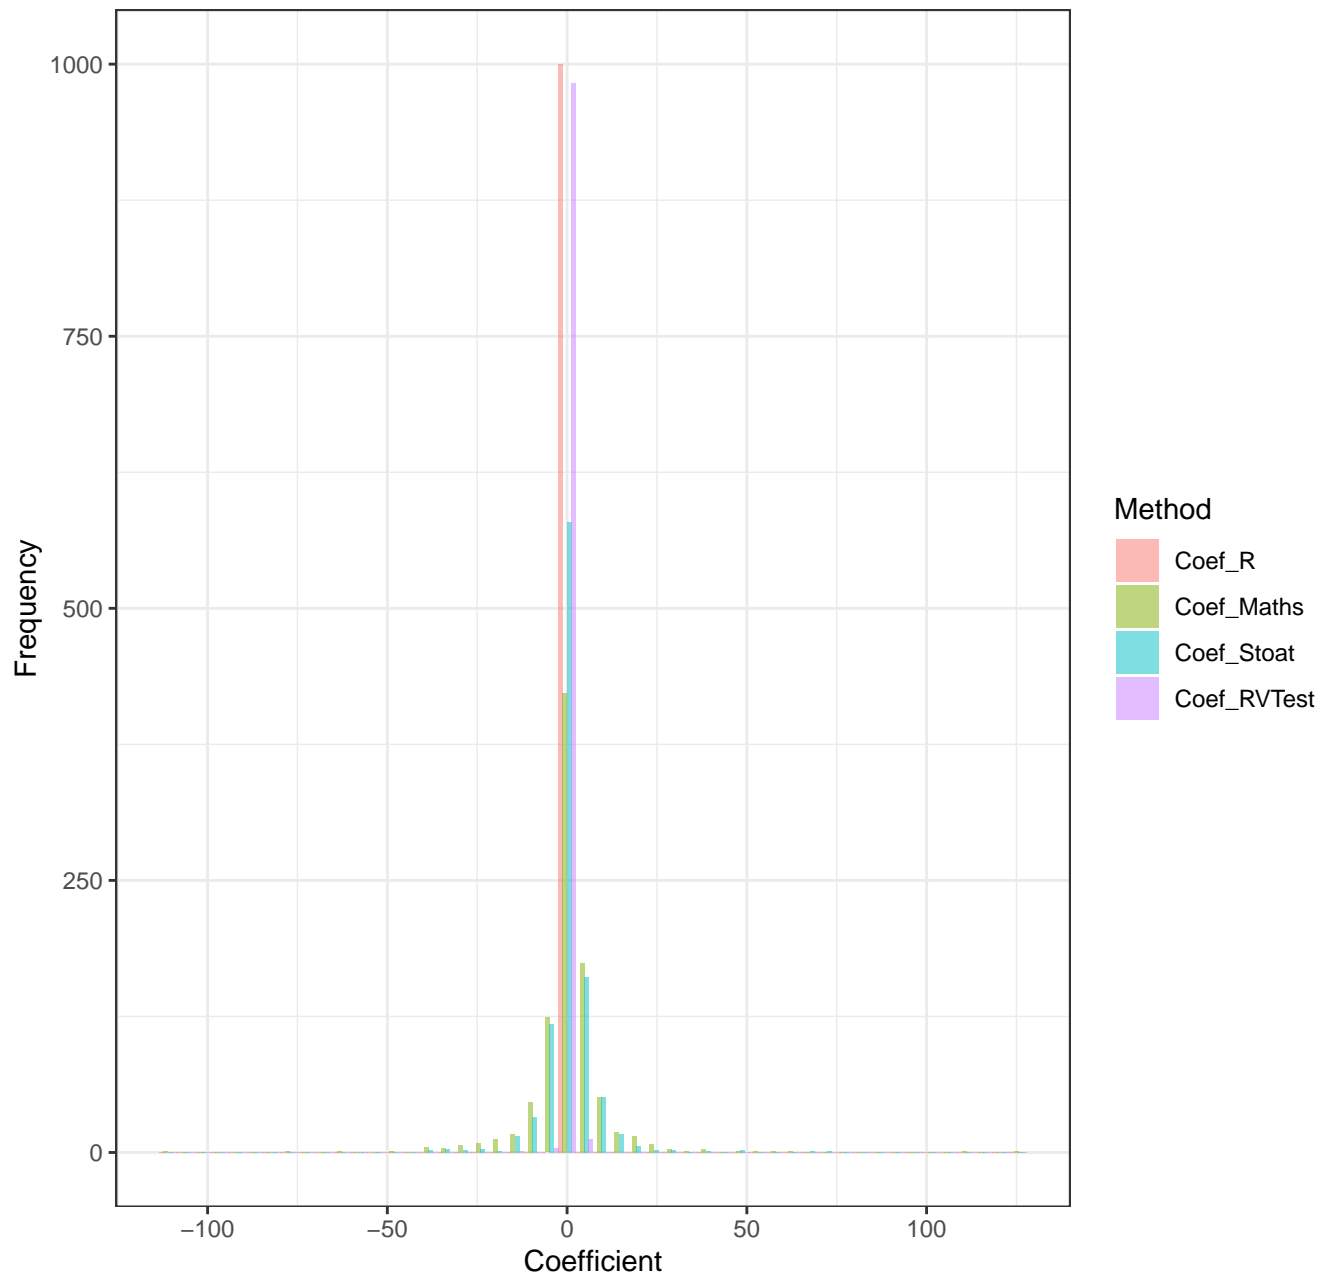 1000
750
500
250
0
Frequency
−100
−50
0
50
100
Coefficient
Method
Coef_R
Coef_Maths
Coef_Stoat
Coef_RVTest